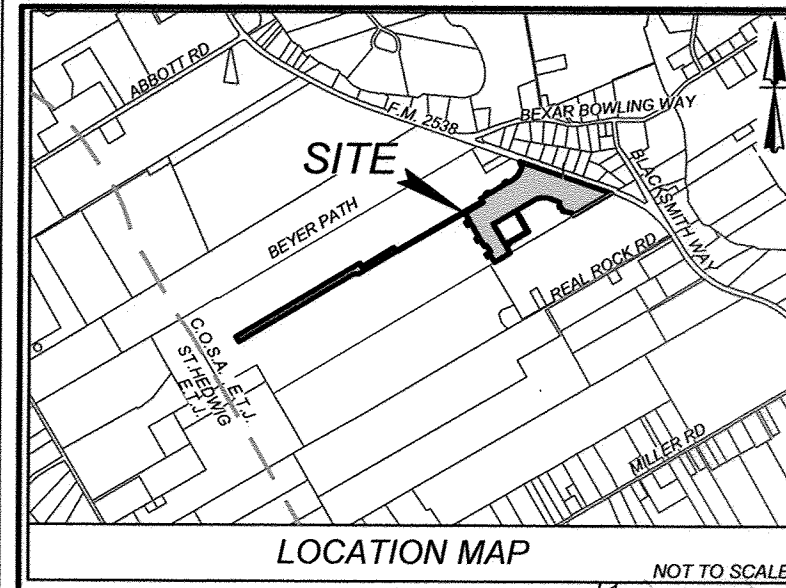 ABBOTT RD
F.M. 2538
BEXAR BOWLING WAY
SITE
BLACKSMITH WAY
BEYER PATH
REAL ROCK RD
C.O.S.A. E.T.J.
ST. HEDWIG
E.T.J.
MILLER RD
LOCATION MAP
NOT TO SCALE